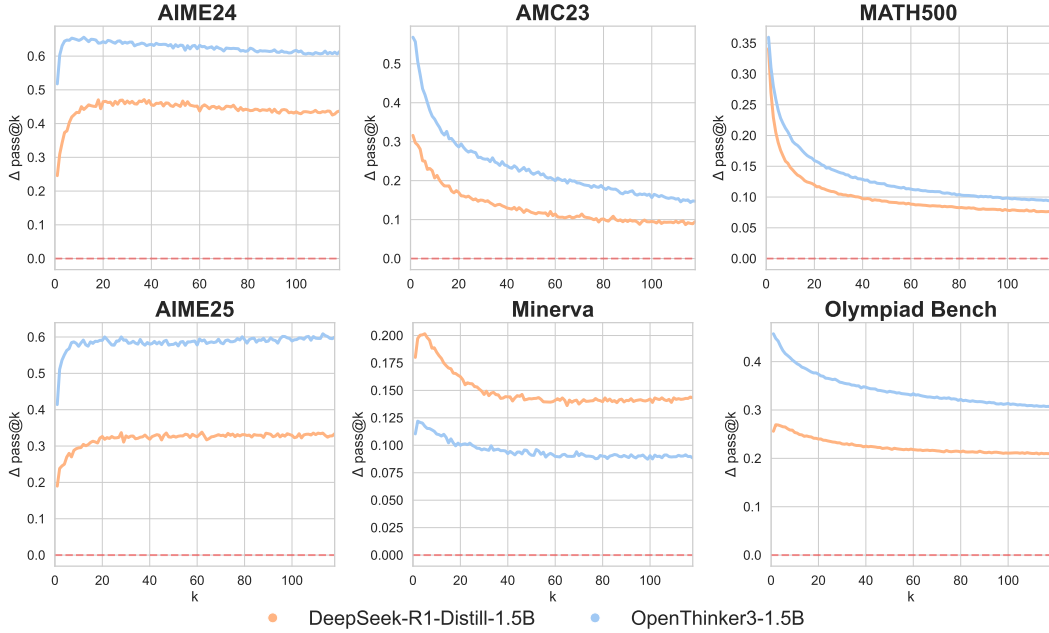 AIME24
AMC23
MATH500
Δ pass@k
0.6
0.5
0.4
0.3
0.2
0.1
0.0
0 20 40 60 80 100
Δ pass@k
0.5
0.4
0.3
0.2
0.1
0.0
0 20 40 60 80 100
Δ pass@k
0.35
0.30
0.25
0.20
0.15
0.10
0.05
0.00
0 20 40 60 80 100
AIME25
Minerva
Olympiad Bench
Δ pass@k
0.6
0.5
0.4
0.3
0.2
0.1
0.0
0 20 40 60 80 100
k
Δ pass@k
0.200
0.175
0.150
0.125
0.100
0.075
0.050
0.025
0.000
0 20 40 60 80 100
k
Δ pass@k
0.4
0.3
0.2
0.1
0.0
0 20 40 60 80 100
k
DeepSeek-R1-Distill-1.5B OpenThinker3-1.5B